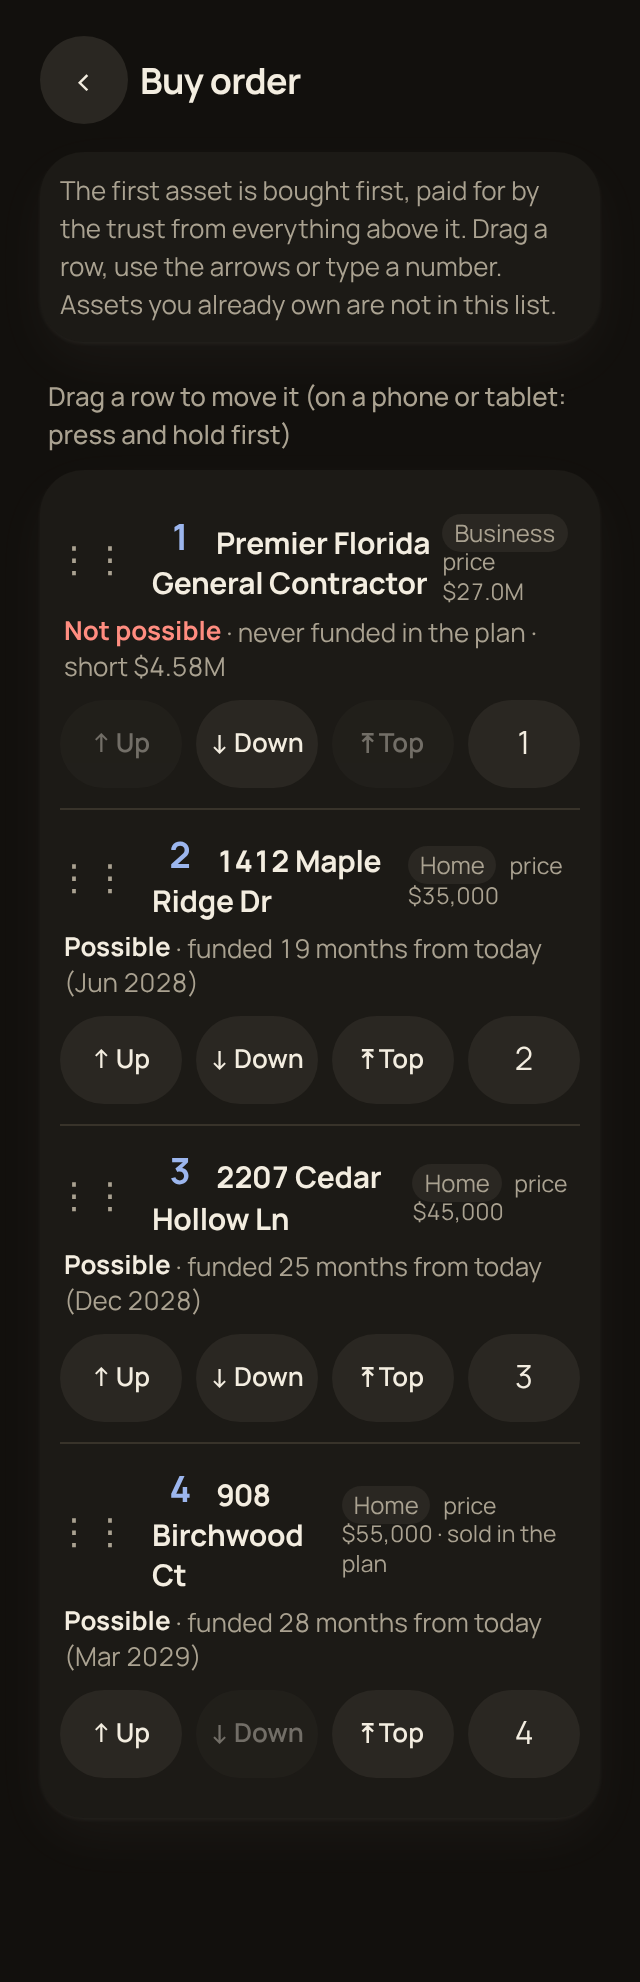 ‹ Buy order
The first asset is bought first, paid for by
the trust from everything above it. Drag a
row, use the arrows or type a number.
Assets you already own are not in this list.
Drag a row to move it (on a phone or tablet:
press and hold first)
⋮⋮ 1 Premier Florida
General Contractor
Business
price
$27.0M
Not possible · never funded in the plan ·
short $4.58M
↑ Up ↓ Down ⤒ Top 1
⋮⋮ 2 1412 Maple
Ridge Dr
Home price
$35,000
Possible · funded 19 months from today
(Jun 2028)
↑ Up ↓ Down ⤒ Top 2
⋮⋮ 3 2207 Cedar
Hollow Ln
Home price
$45,000
Possible · funded 25 months from today
(Dec 2028)
↑ Up ↓ Down ⤒ Top 3
⋮⋮ 4 908
Birchwood
Ct
Home price
$55,000 · sold in the
plan
Possible · funded 28 months from today
(Mar 2029)
↑ Up ↓ Down ⤒ Top 4